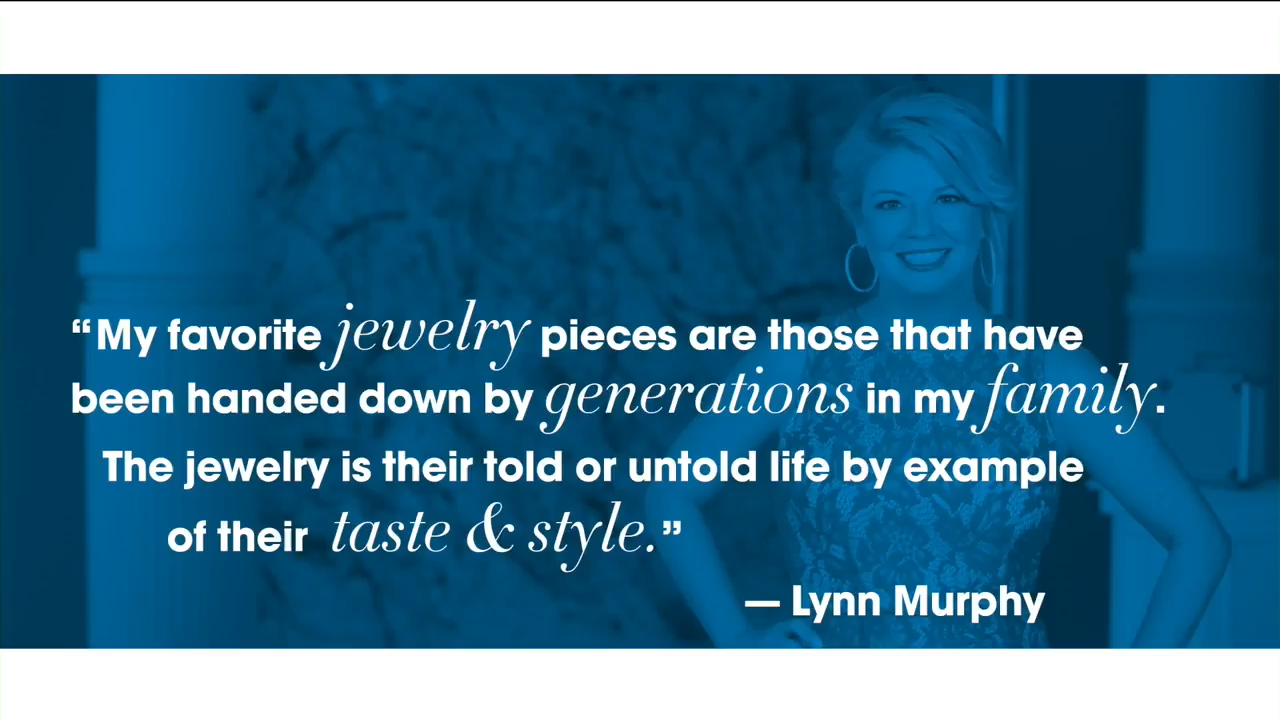 “My favorite jewelry pieces are those that have
been handed down by generations in my family.
The jewelry is their told or untold life by example
of their taste & style.”
— Lynn Murphy